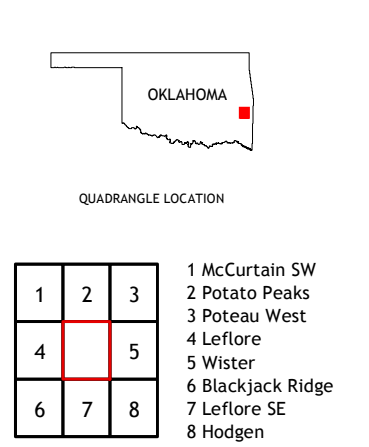 OKLAHOMA
QUADRANGLE LOCATION
1 2 3
4 5
6 7 8
1 McCurtain SW
2 Potato Peaks
3 Poteau West
4 Leflore
5 Wister
6 Blackjack Ridge
7 Leflore SE
8 Hodgen